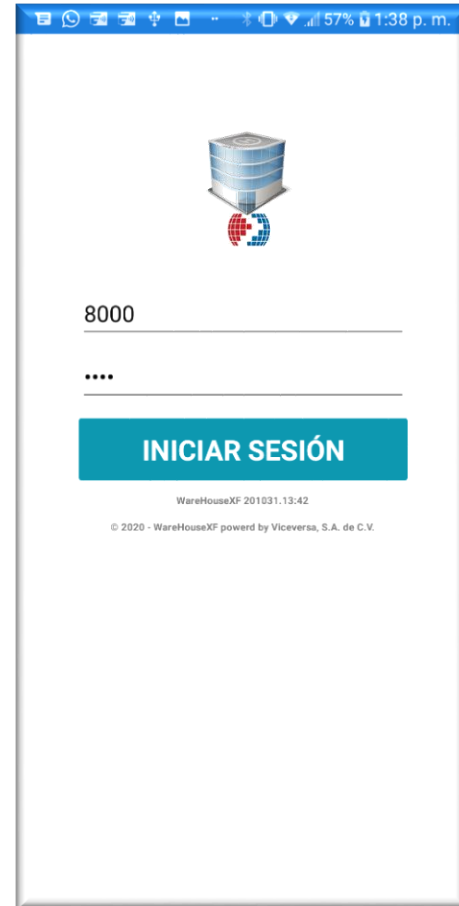 57% 1:38 p. m.
8000
••••
INICIAR SESIÓN
WareHouseXF 201031.13:42
© 2020 - WareHouseXF powerd by Viceversa, S.A. de C.V.